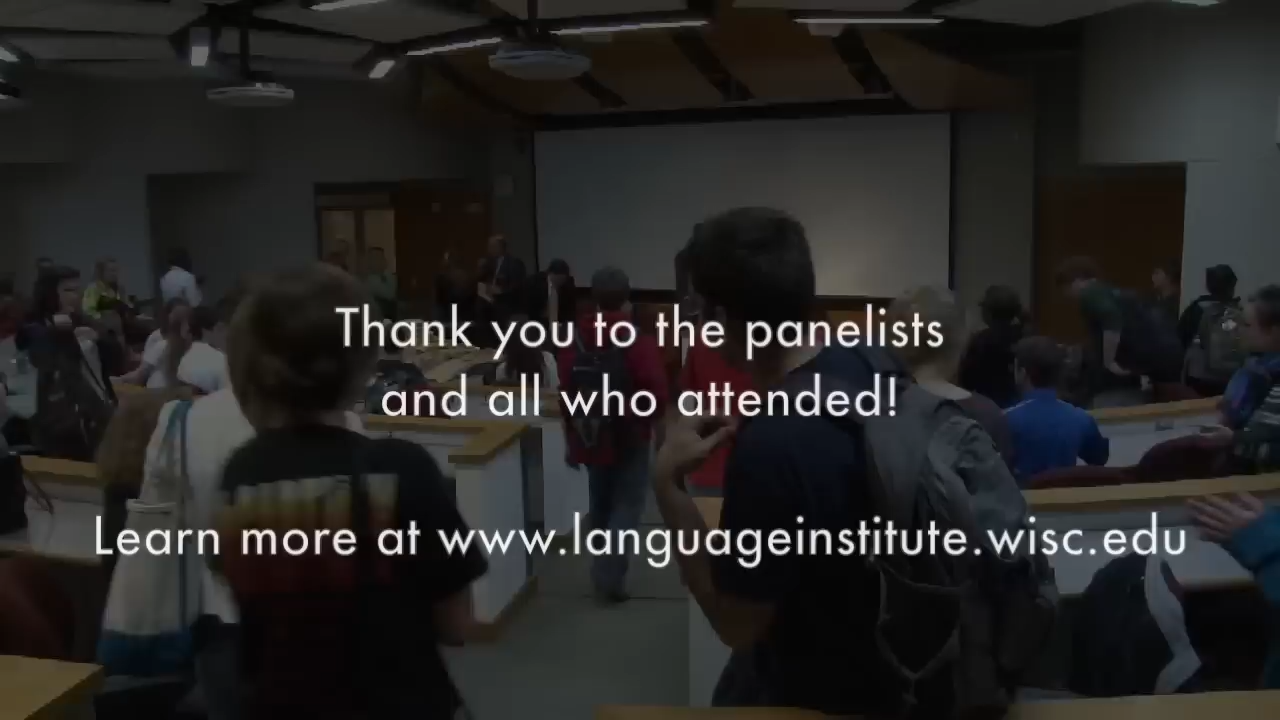 Thank you to the panelists
and all who attended!
Learn more at www.languageinstitute.wisc.edu